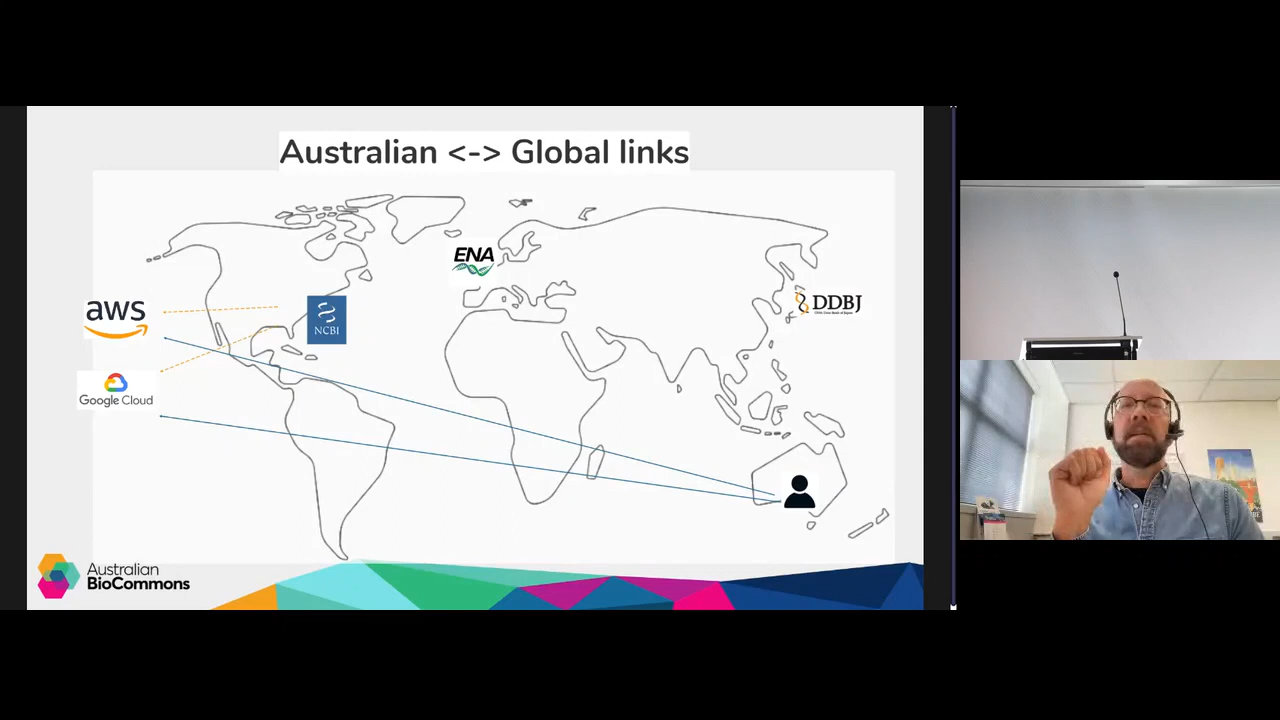 Australian <-> Global links
ENA
aws
NCBI
DDBJ
Google Cloud
Australian
BioCommons